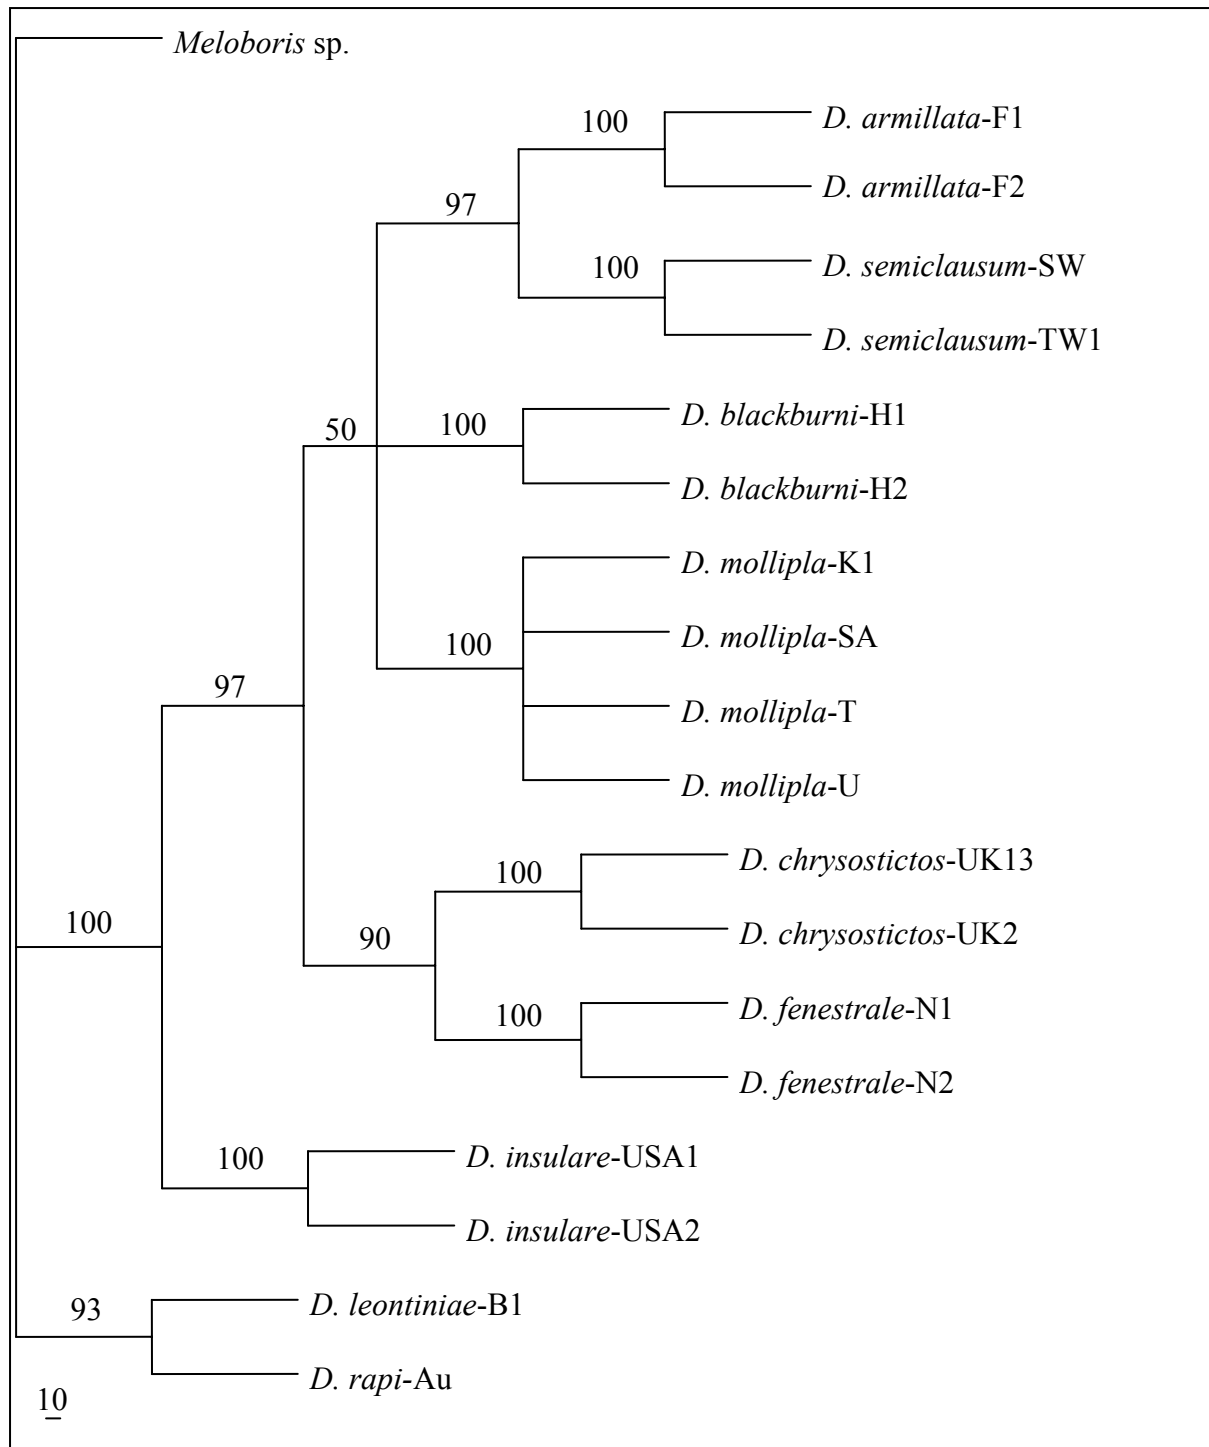 Meloboris sp.
100
D. armillata-F1
D. armillata-F2
97
100
D. semiclausum-SW
D. semiclausum-TW1
50
100
D. blackburni-H1
D. blackburni-H2
D. mollipla-K1
100
D. mollipla-SA
97
D. mollipla-T
D. mollipla-U
100
D. chrysostictos-UK13
100
90
D. chrysostictos-UK2
100
D. fenestrale-N1
D. fenestrale-N2
100
D. insulare-USA1
D. insulare-USA2
93
D. leontiniae-B1
D. rapi-Au
10